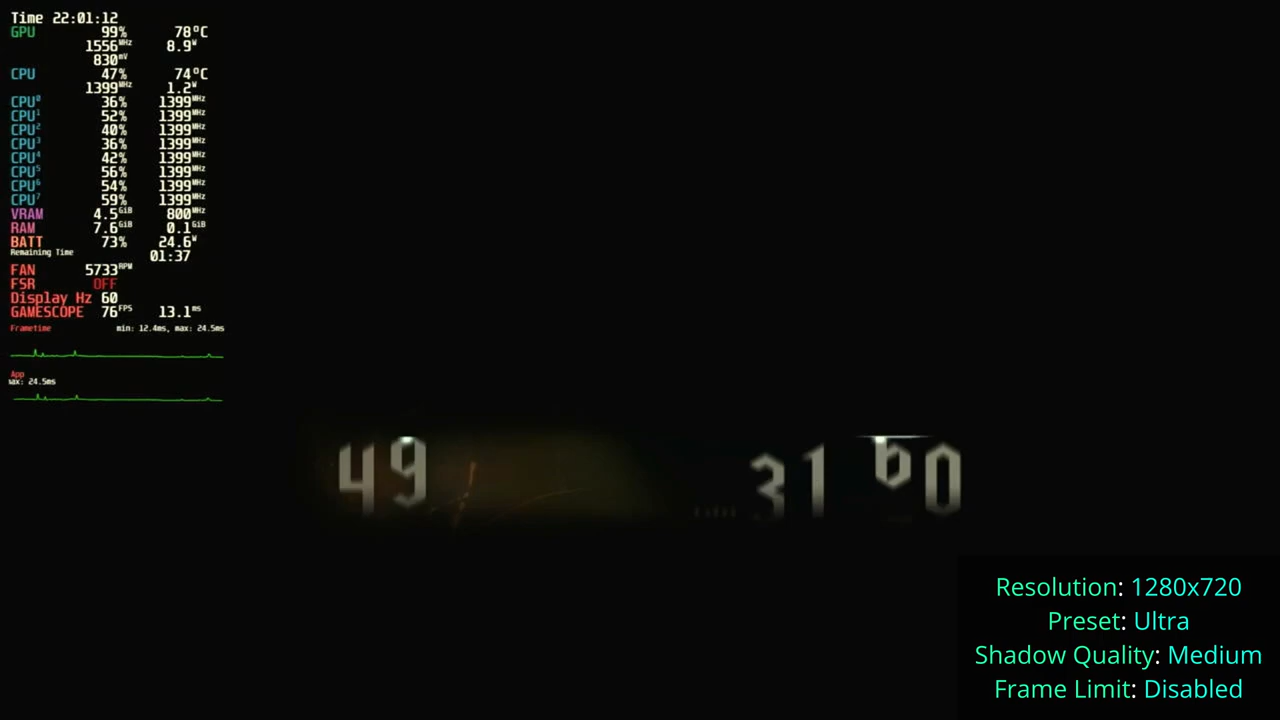 Time 22:01:12
GPU 99% 78°C
1556MHz 8.9W
830mV
CPU 47% 74°C
1399MHz 1.2W
CPU0 36% 1399MHz
CPU1 52% 1399MHz
CPU2 40% 1399MHz
CPU3 36% 1399MHz
CPU4 42% 1399MHz
CPU5 56% 1399MHz
CPU6 54% 1399MHz
CPU7 59% 1399MHz
VRAM 4.5GiB 800MHz
RAM 7.6GiB 0.1GiB
BATT 73% 24.6W
Remaining Time 01:37
FAN 5733RPM
FSR OFF
Display Hz 60
GAMESCOPE 76FPS 13.1ms
Frametime min: 12.4ms, max: 24.5ms
App
max: 24.5ms
49 31 60
Resolution: 1280x720
Preset: Ultra
Shadow Quality: Medium
Frame Limit: Disabled